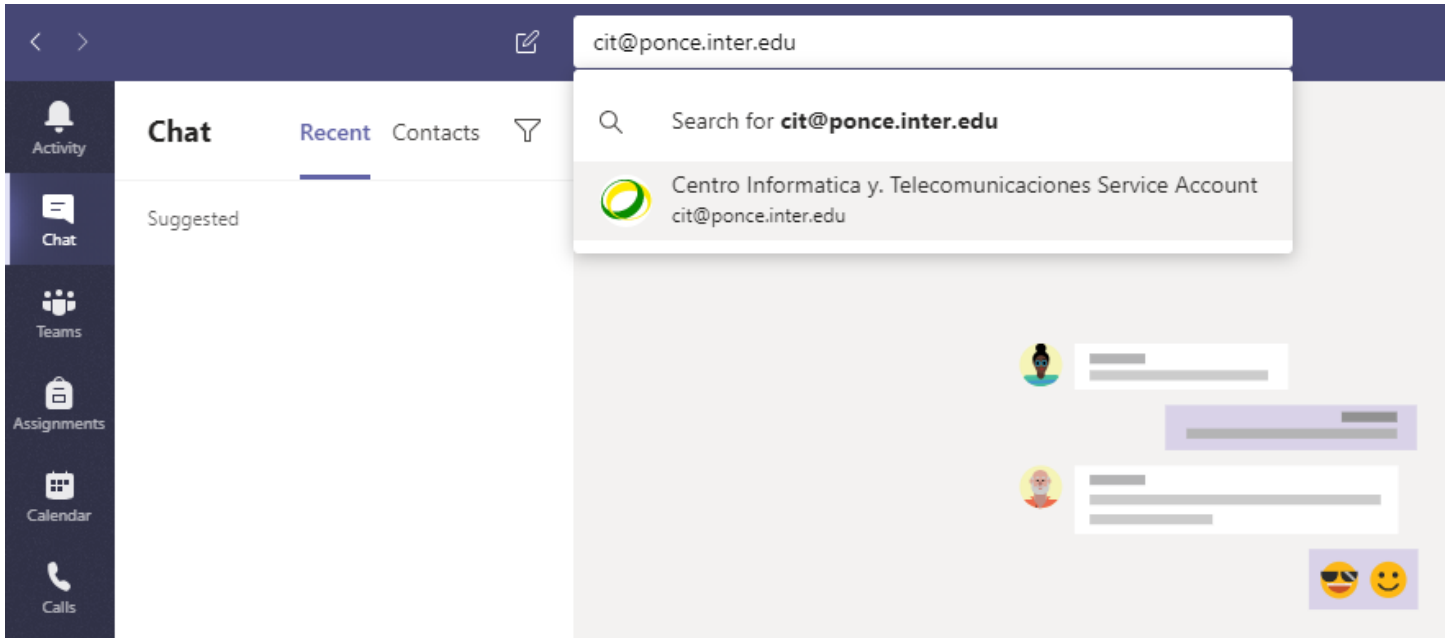 cit@ponce.inter.edu
Search for cit@ponce.inter.edu
Centro Informatica y. Telecomunicaciones Service Account
cit@ponce.inter.edu
Activity
Chat
Teams
Assignments
Calendar
Calls
Chat Recent Contacts
Suggested